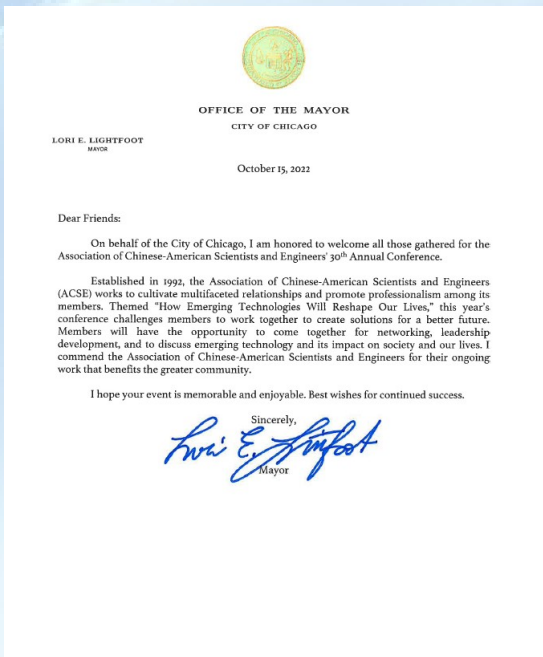 OFFICE OF THE MAYOR
CITY OF CHICAGO
LORI E. LIGHTFOOT
MAYOR
October 15, 2022
Dear Friends:
On behalf of the City of Chicago, I am honored to welcome all those gathered for the
Association of Chinese-American Scientists and Engineers' 30th Annual Conference.
Established in 1992, the Association of Chinese-American Scientists and Engineers
(ACSE) works to cultivate multifaceted relationships and promote professionalism among its
members. Themed "How Emerging Technologies Will Reshape Our Lives," this year's
conference challenges members to work together to create solutions for a better future.
Members will have the opportunity to come together for networking, leadership
development, and to discuss emerging technology and its impact on society and our lives. I
commend the Association of Chinese-American Scientists and Engineers for their ongoing
work that benefits the greater community.
I hope your event is memorable and enjoyable. Best wishes for continued success.
Sincerely,
Lori E. Lightfoot
Mayor